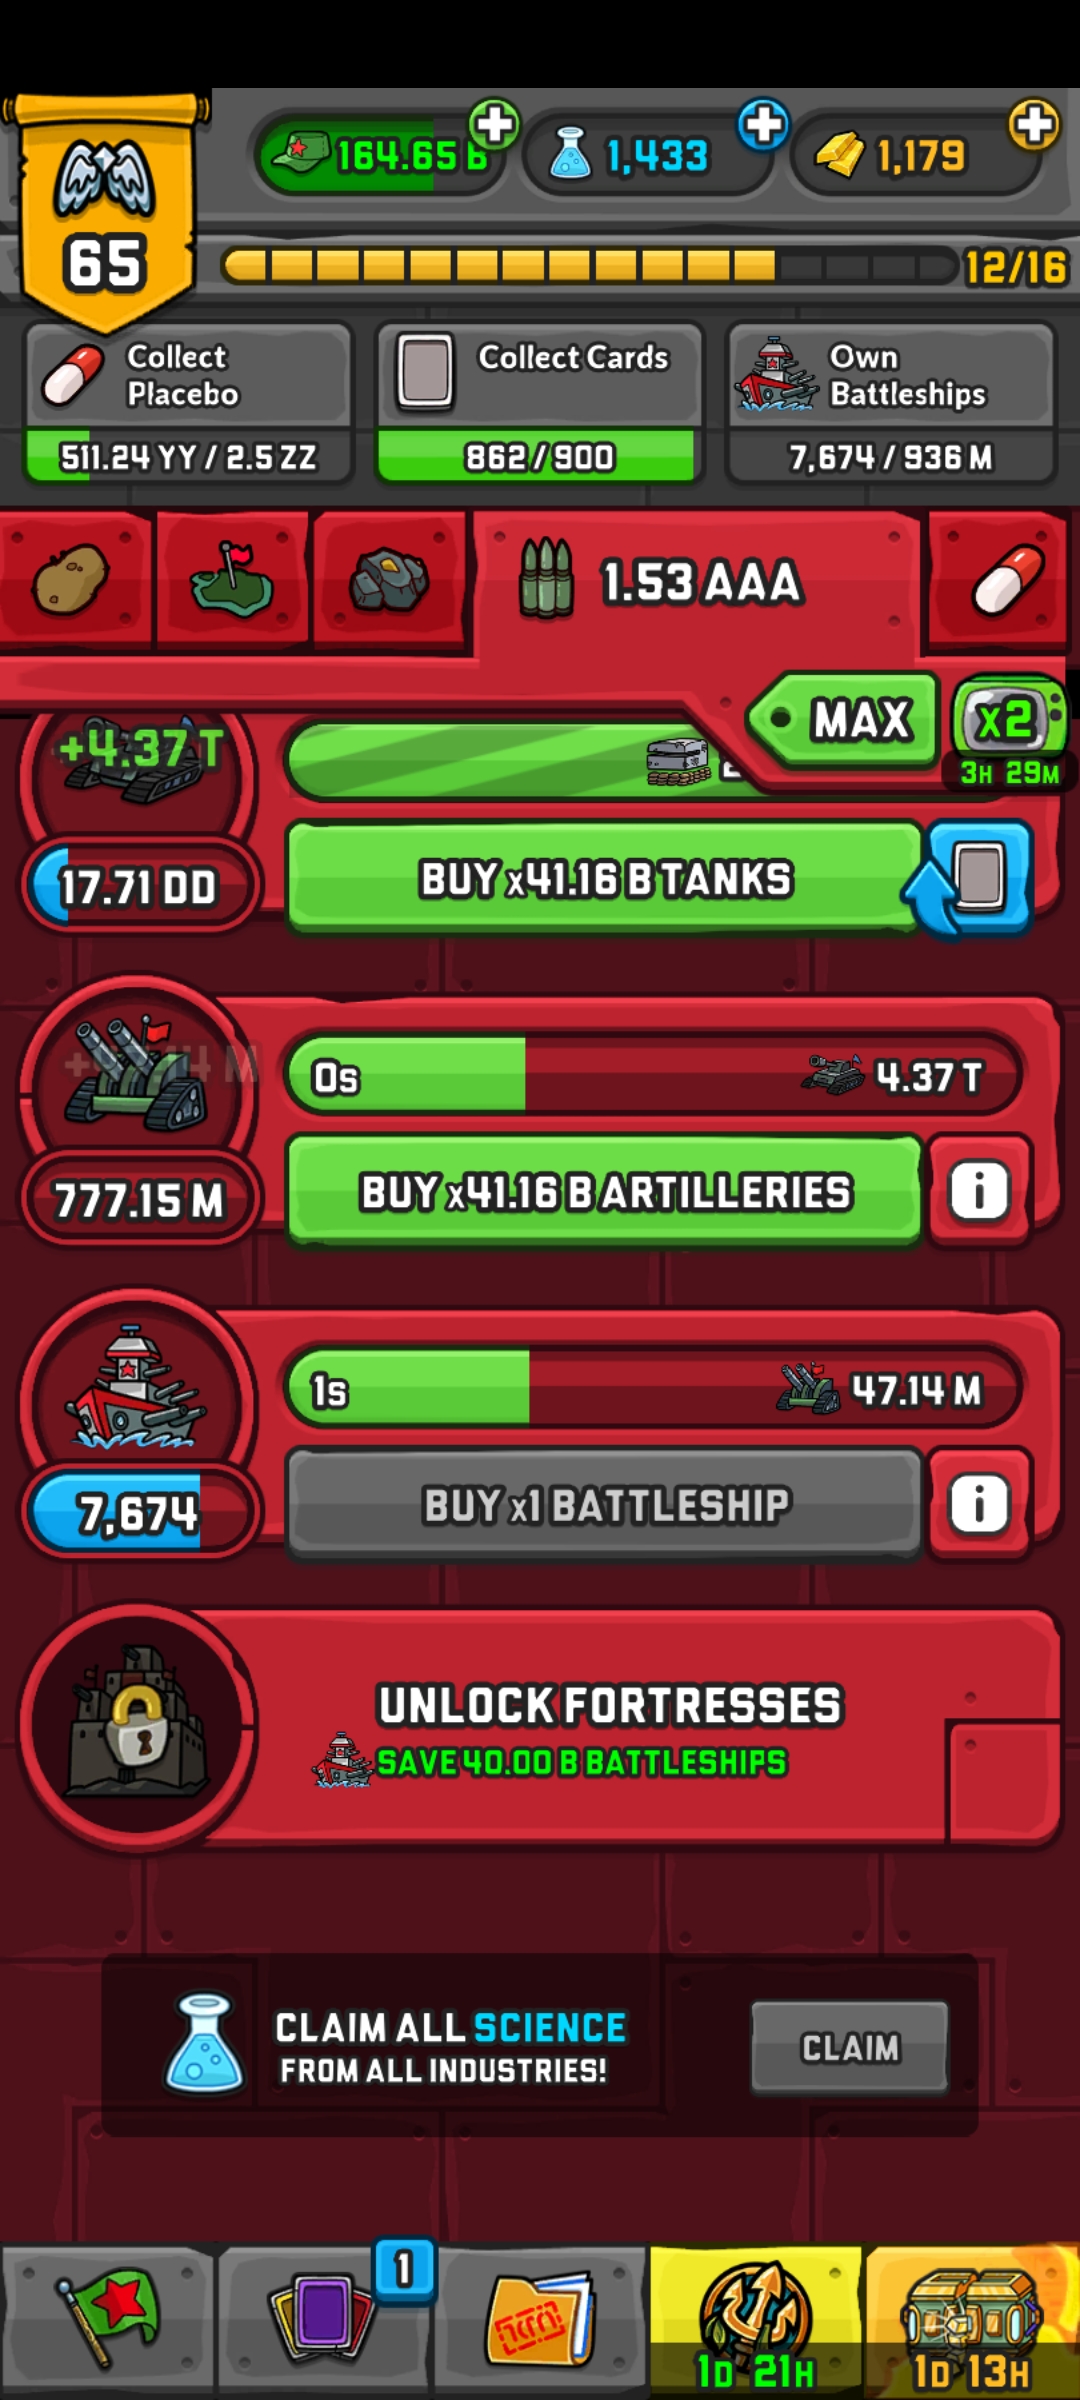 164.65 B
1,433
1,179
65
12/16
Collect
Placebo
511.24 YY / 2.5 ZZ
Collect Cards
862/900
Own
Battleships
7,674 / 936 M
1.53 AAA
MAX
x2
3H 29M
+4.37 T
17.71 DD
BUY x41.16 B TANKS
777.15 M
0s
4.37 T
BUY x41.16 B ARTILLERIES
i
7,674
1s
47.14 M
BUY x1 BATTLESHIP
i
UNLOCK FORTRESSES
SAVE 40.00 B BATTLESHIPS
CLAIM ALL SCIENCE
FROM ALL INDUSTRIES!
CLAIM
1
1D 21H
1D 13H